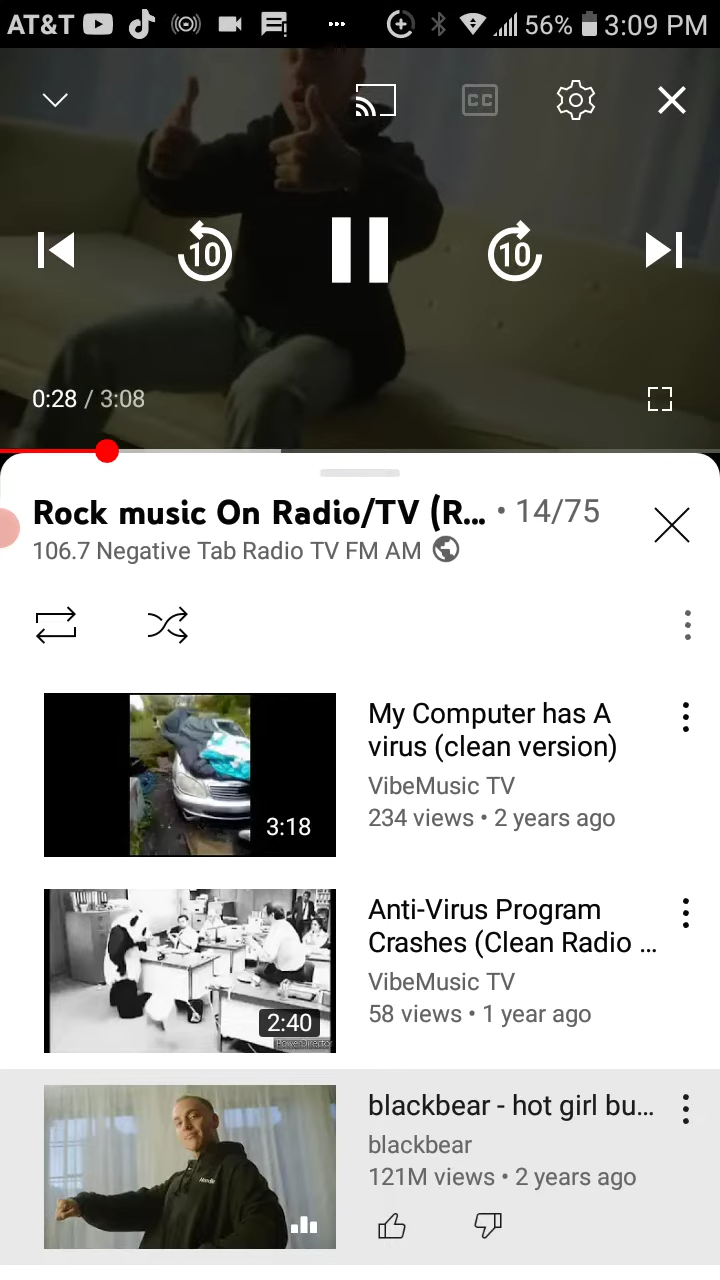 AT&T 56% 3:09 PM
CC
10 10
0:28 / 3:08
Rock music On Radio/TV (R... • 14/75
106.7 Negative Tab Radio TV FM AM
My Computer has A
virus (clean version)
VibeMusic TV
234 views • 2 years ago
3:18
Anti-Virus Program
Crashes (Clean Radio ...
VibeMusic TV
58 views • 1 year ago
2:40
PowerDirector
blackbear - hot girl bu...
blackbear
121M views • 2 years ago